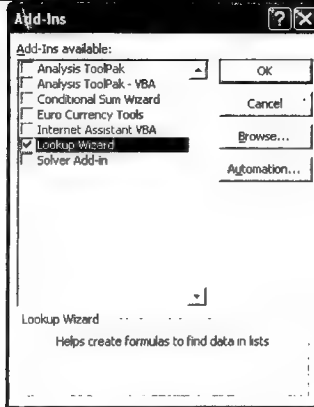 Add-Ins
Add-Ins available:
Analysis ToolPak
Analysis ToolPak - VBA
Conditional Sum Wizard
Euro Currency Tools
Internet Assistant VBA
Lookup Wizard
Solver Add-in
OK
Cancel
Browse...
Automation...
Lookup Wizard
Helps create formulas to find data in lists